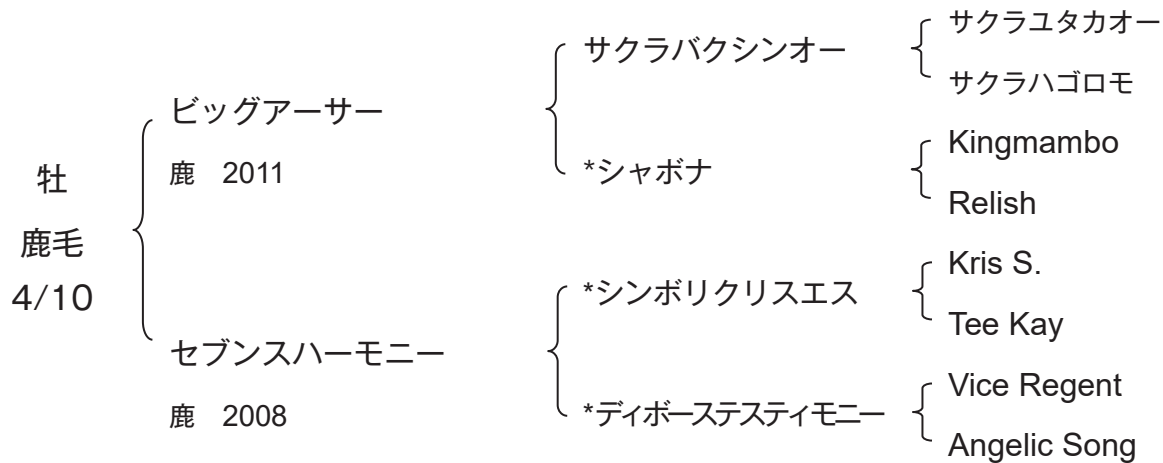 牡
鹿毛
4/10
ビッグアーサー
鹿 2011
セブンスハーモニー
鹿 2008
サクラバクシンオー
*シャボナ
*シンボリクリスエス
*ディボーステスティモニー
サクラユタカオー
サクラハゴロモ
Kingmambo
Relish
Kris S.
Tee Kay
Vice Regent
Angelic Song